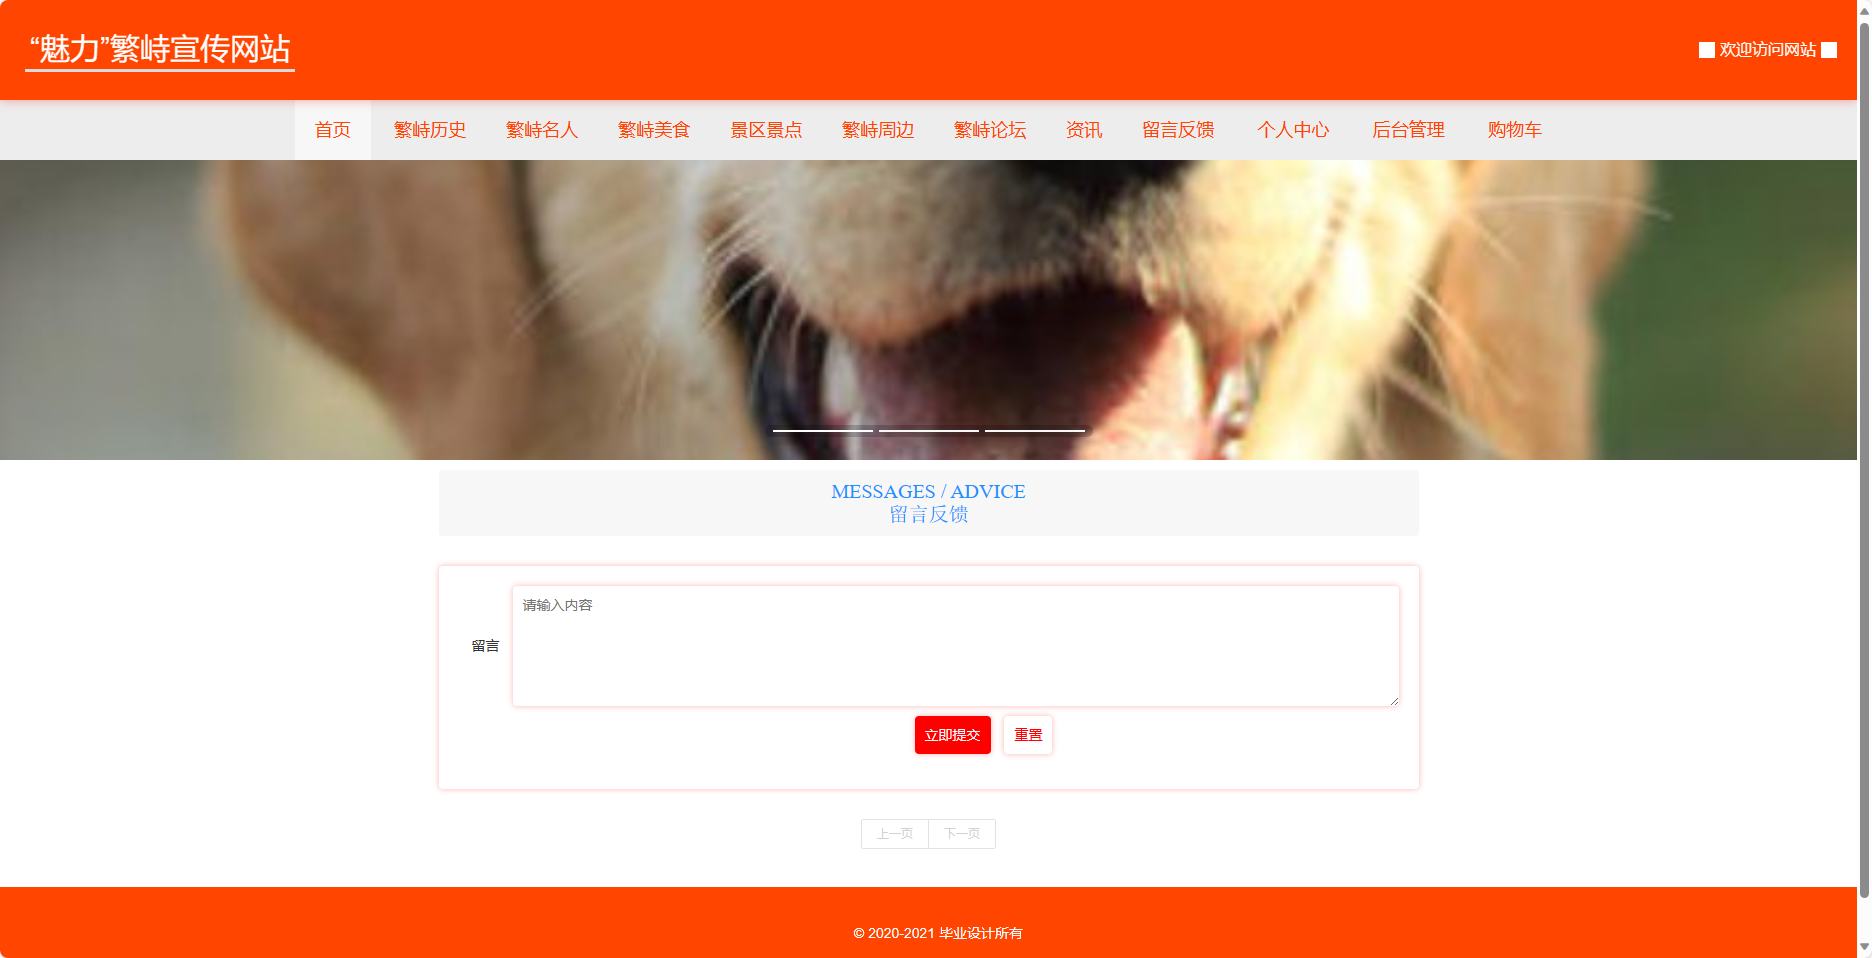 “魅力”繁峙宣传网站
欢迎访问网站
首页 繁峙历史 繁峙名人 繁峙美食 景区景点 繁峙周边 繁峙论坛 资讯 留言反馈 个人中心 后台管理 购物车
MESSAGES / ADVICE
留言反馈
请输入内容
留言
立即提交 重置
上一页 下一页
© 2020-2021 毕业设计所有